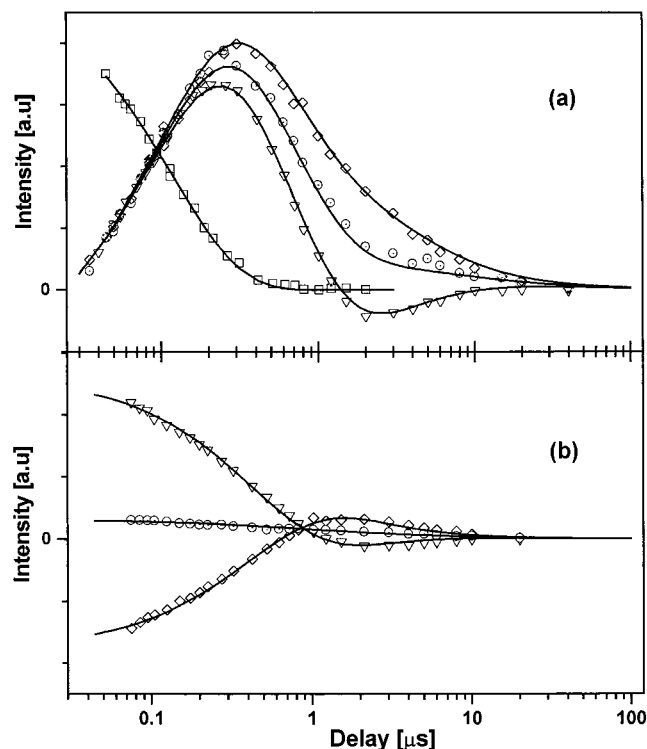 Intensity [a.u]
0
(a)
Intensity [a.u]
0
(b)
0.1 1 10 100
Delay [μs]